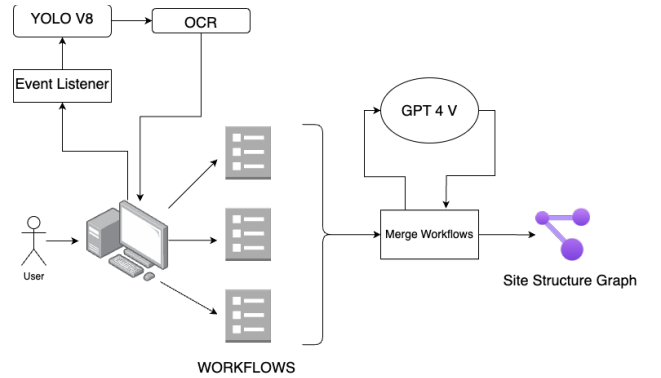 YOLO V8
OCR
Event Listener
GPT 4 V
Merge Workflows
User
Site Structure Graph
WORKFLOWS